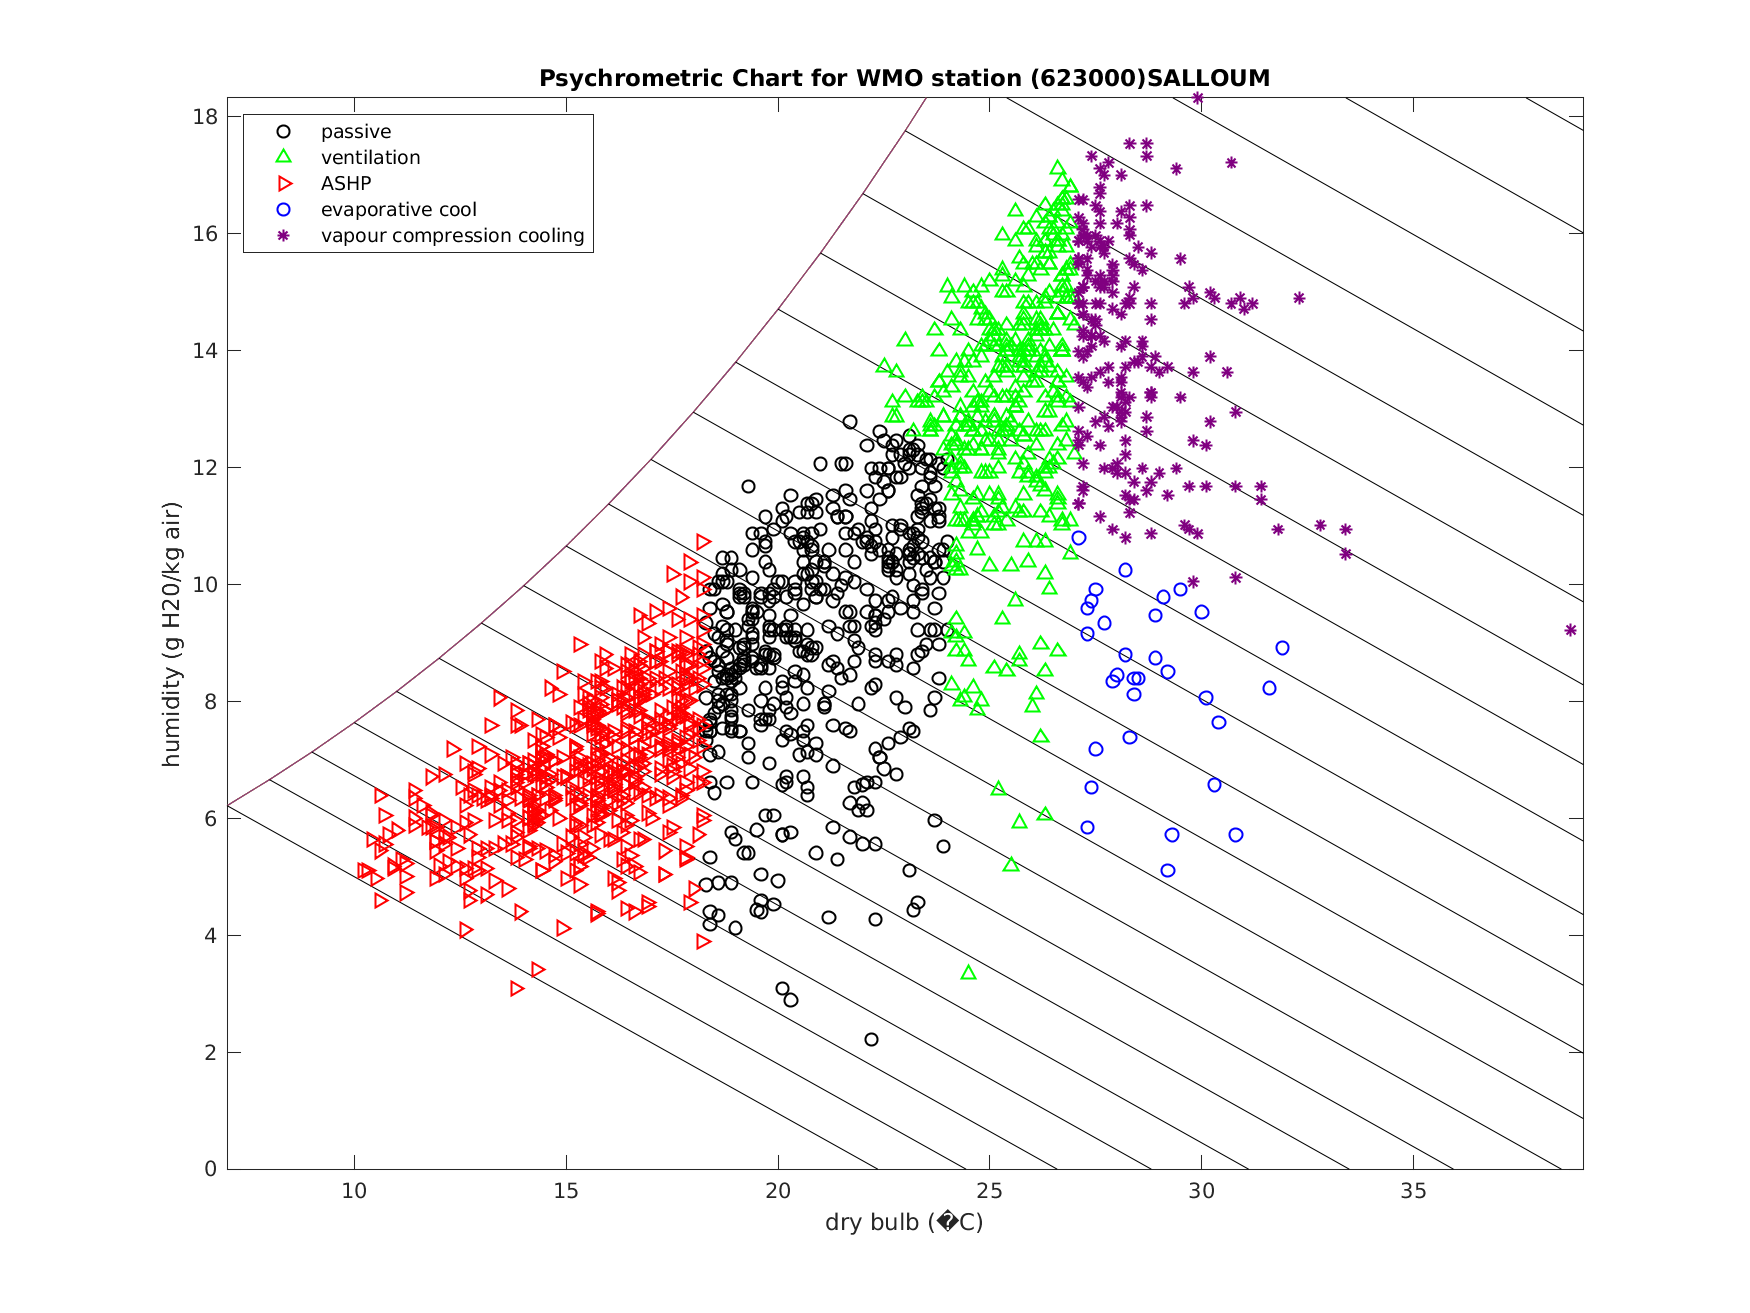 Psychrometric Chart for WMO station (623000)SALLOUM
passive
ventilation
ASHP
evaporative cool
vapour compression cooling
humidity (g H20/kg air)
18
16
14
12
10
8
6
4
2
0
10 15 20 25 30 35
dry bulb (�C)